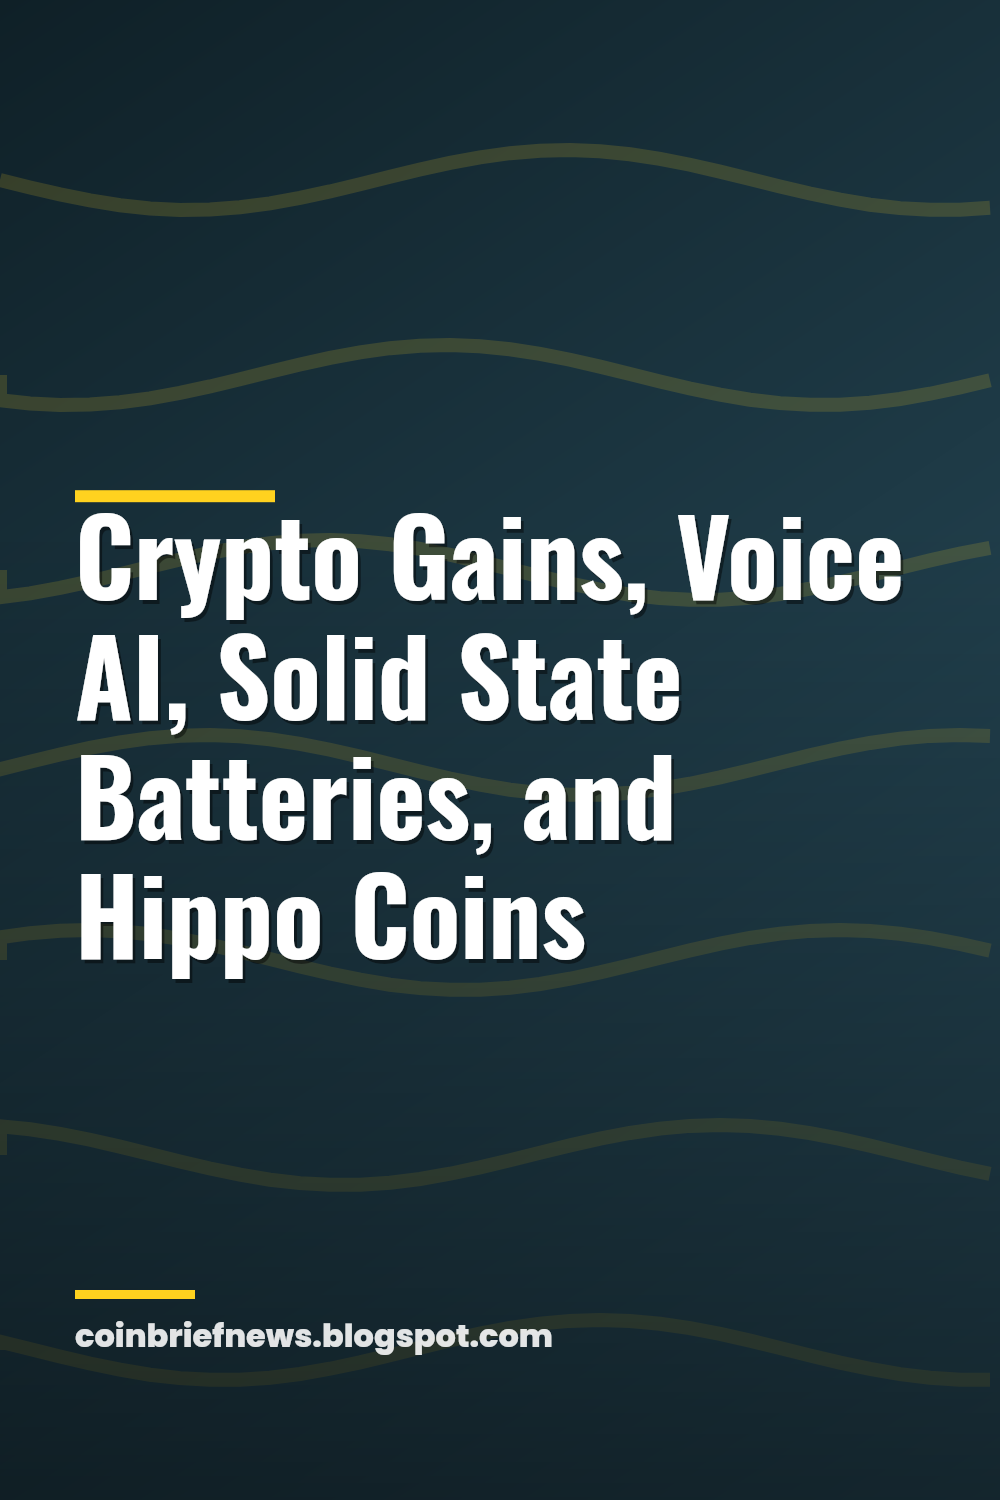 Crypto Gains, Voice
AI, Solid State
Batteries, and
Hippo Coins
coinbriefnews.blogspot.com